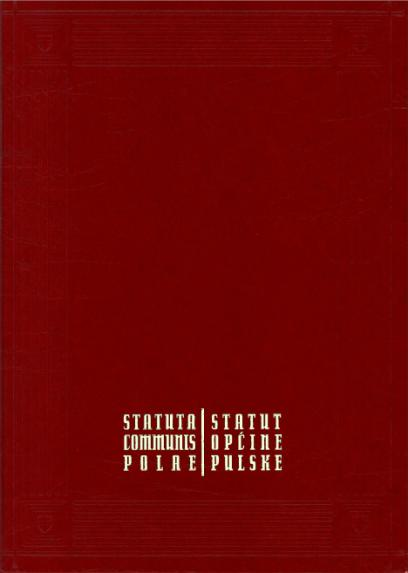 STATUTA
COMMUNIS
POLAE
STATUT
OPĆINE
PULSKE